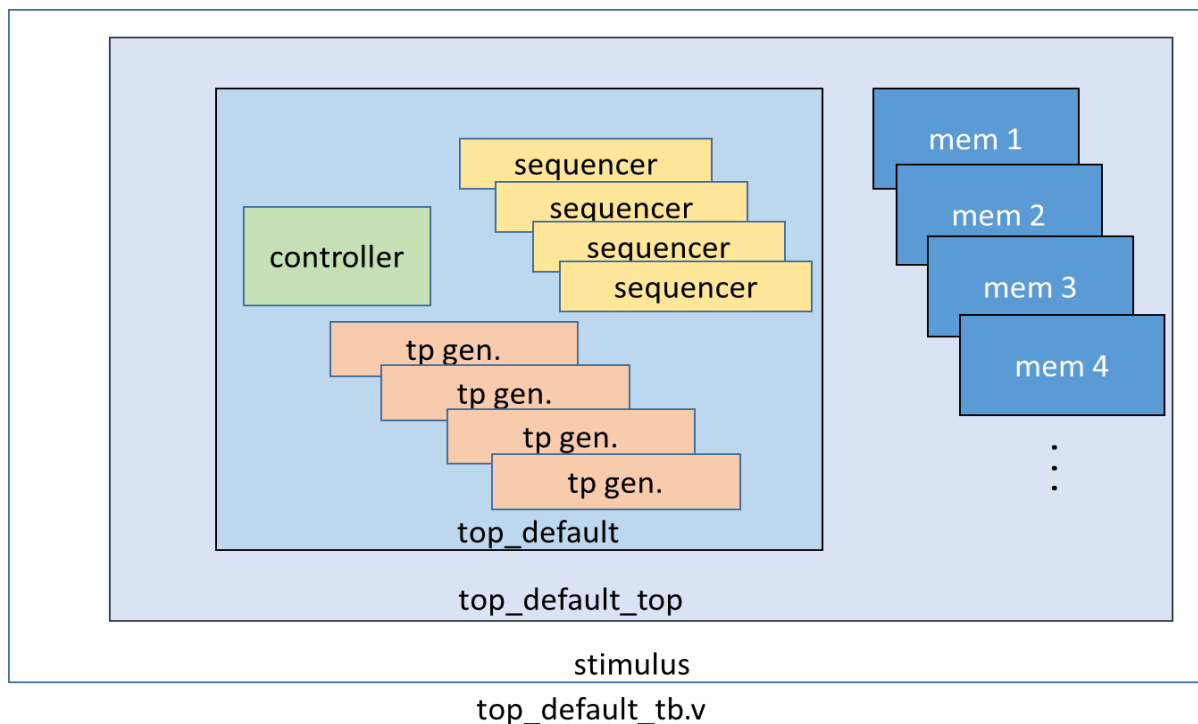 sequencer
sequencer
sequencer
sequencer
controller
tp gen.
tp gen.
tp gen.
tp gen.
top_default
mem 1
mem 2
mem 3
mem 4
. . .
top_default_top
stimulus
top_default_tb.v